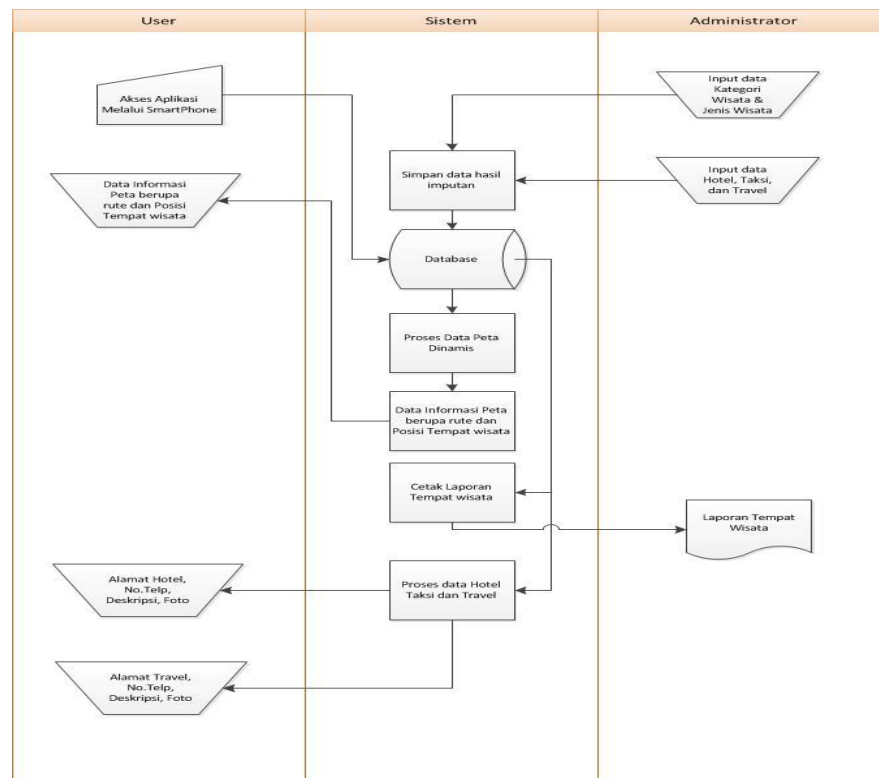 User
Sistem
Administrator
Akses Aplikasi
Melalui SmartPhone
Input data
Kategori
Wisata &
Jenis Wisata
Simpan data hasil
imputan
Input data
Hotel, Taksi,
dan Travel
Data Informasi
Peta berupa
rute dan Posisi
Tempat wisata
Database
Proses Data Peta
Dinamis
Data Informasi Peta
berupa rute dan
Posisi Tempat wisata
Cetak Laporan
Tempat wisata
Laporan Tempat
Wisata
Alamat Hotel,
No.Telp,
Deskripsi, Foto
Proses data Hotel
Taksi dan Travel
Alamat Travel,
No.Telp,
Deskripsi, Foto